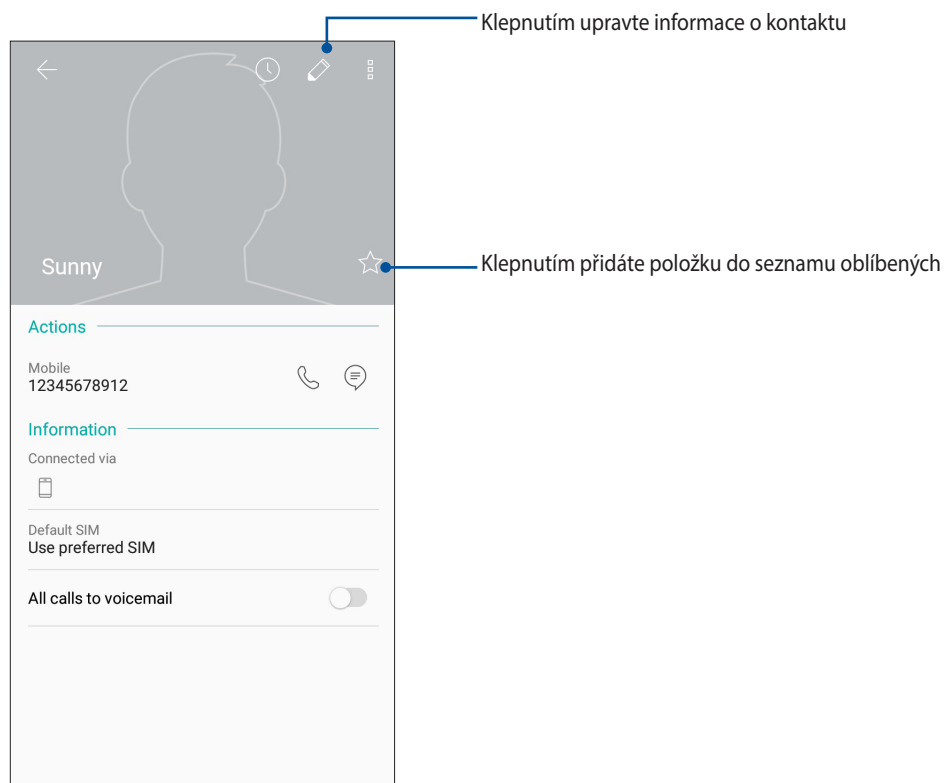 Klepnutím upravte informace o kontaktu
Sunny
Klepnutím přidáte položku do seznamu oblíbených
Actions
Mobile
12345678912
Information
Connected via
Default SIM
Use preferred SIM
All calls to voicemail